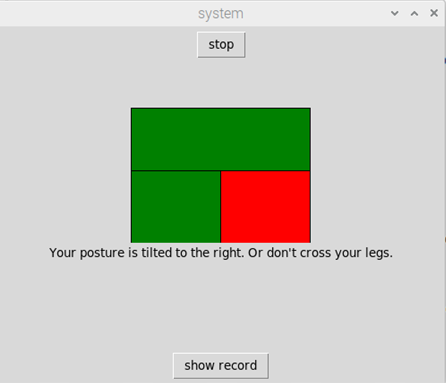 system
stop
Your posture is tilted to the right. Or don't cross your legs.
show record